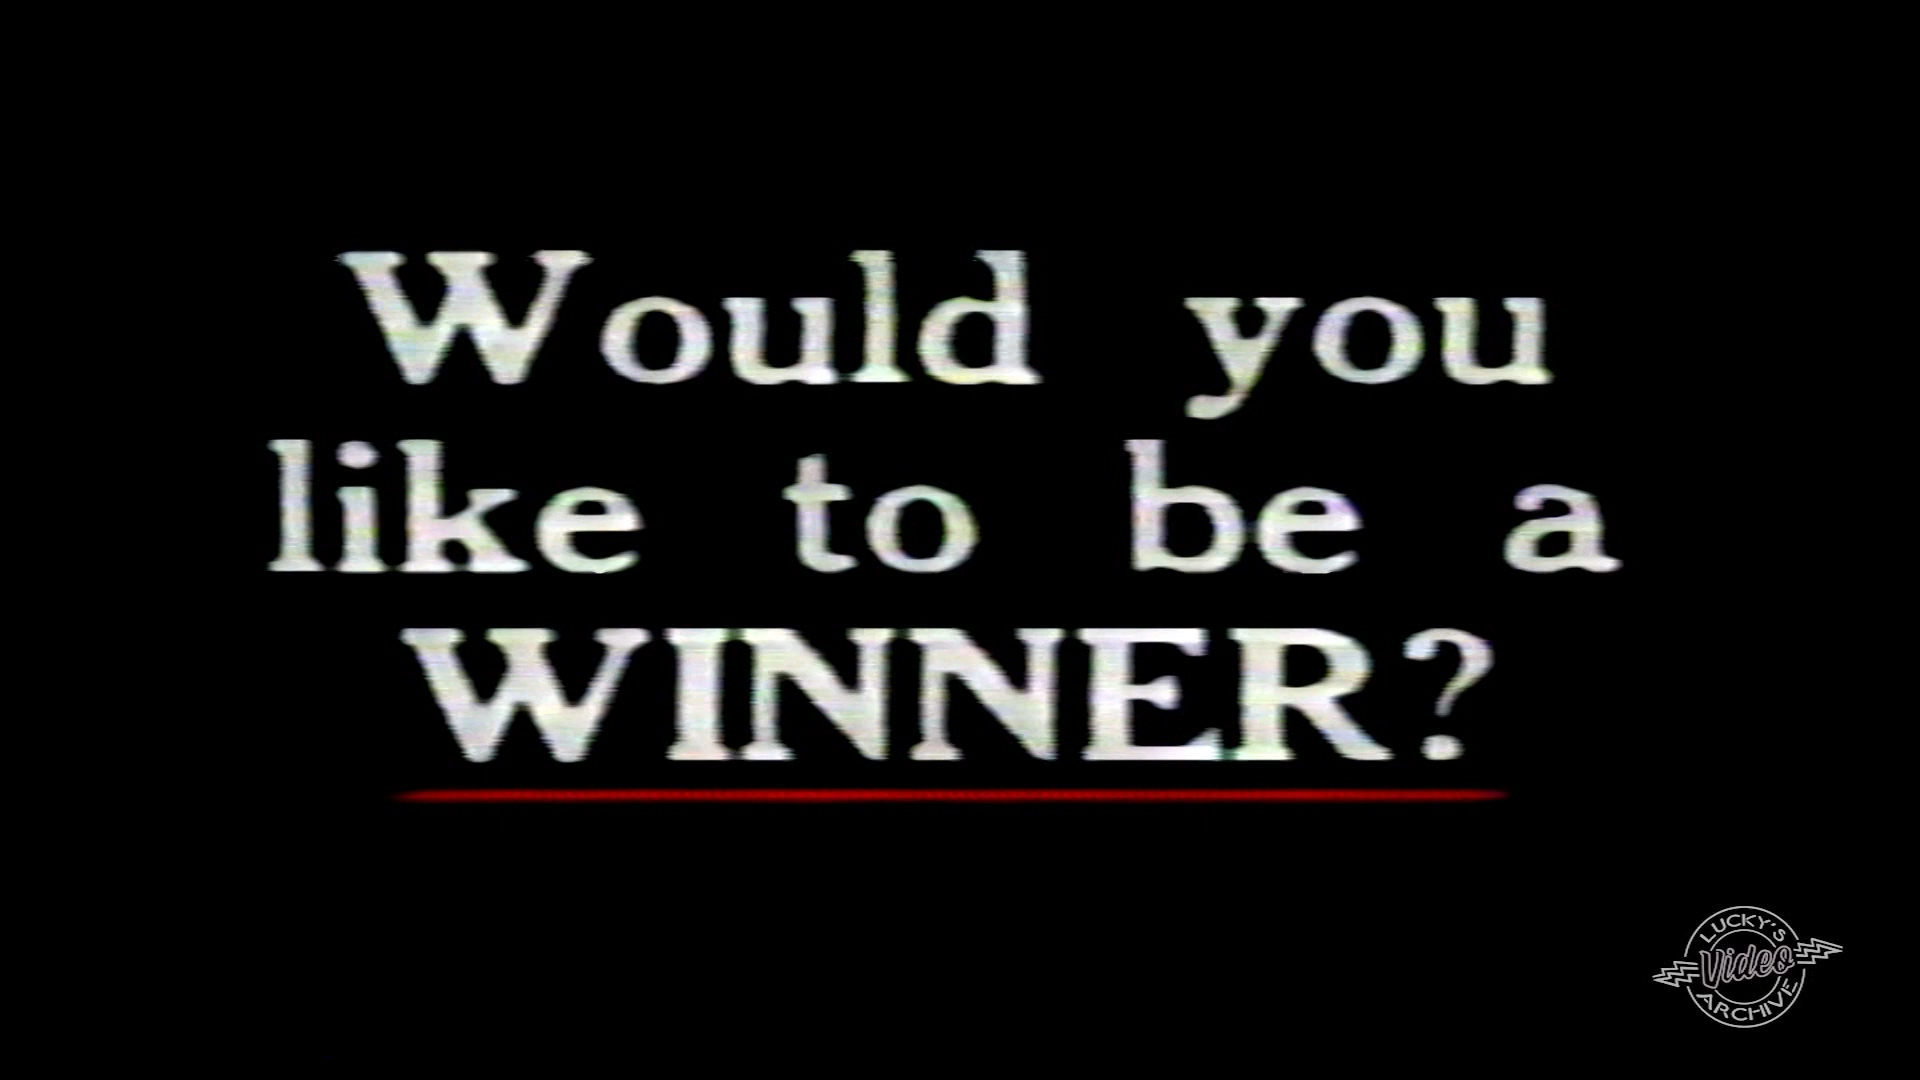 Would you
like to be a
WINNER?
LUCKY'S
Video
ARCHIVE